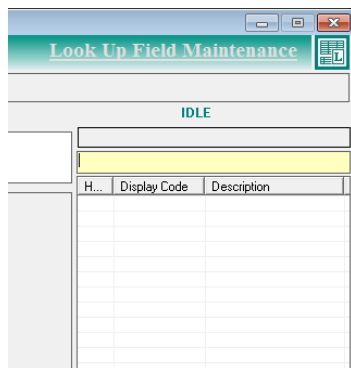 Look Up Field Maintenance
L
IDLE
H... Display Code Description